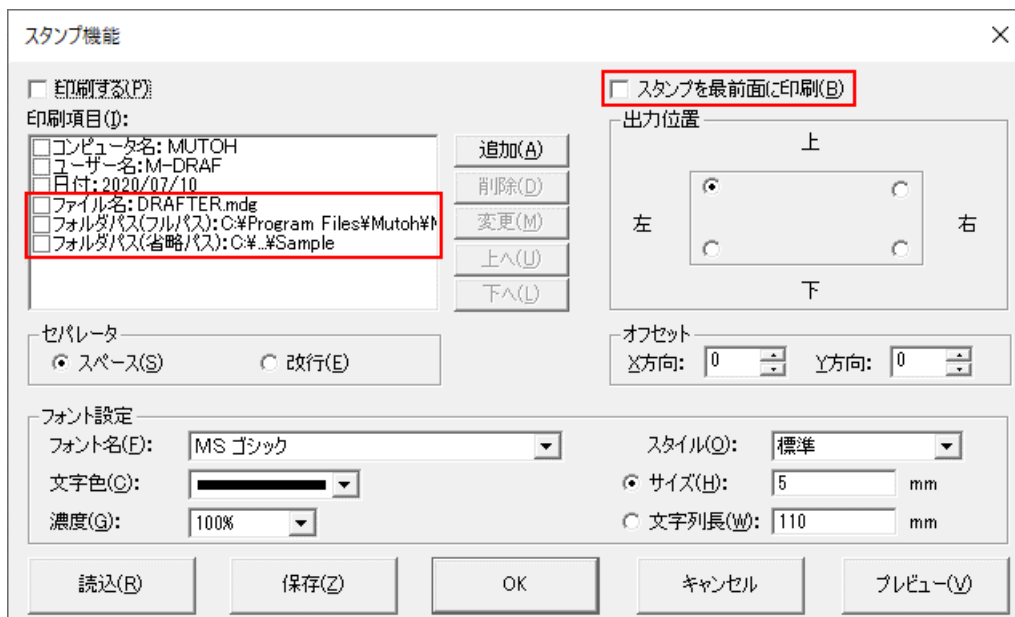 スタンプ機能
印刷する(P)
スタンプを最前面に印刷(B)
印刷項目(I):
コンピュータ名: MUTOH
ユーザー名:M-DRAF
日付:2020/07/10
ファイル名:DRAFTER.mdg
フォルダパス(フルパス):C:¥Program Files¥Mutoh¥M
フォルダパス(省略パス):C:¥...¥Sample
追加(A)
削除(D)
変更(M)
上へ(U)
下へ(L)
出力位置
上
左
右
下
セパレータ
スペース(S)
改行(E)
オフセット
X方向: 0
Y方向: 0
フォント設定
フォント名(F): MS ゴシック
スタイル(O): 標準
文字色(C):
サイズ(H): 5 mm
濃度(G): 100%
文字列長(W): 110 mm
読込(R)
保存(Z)
OK
キャンセル
プレビュー(V)